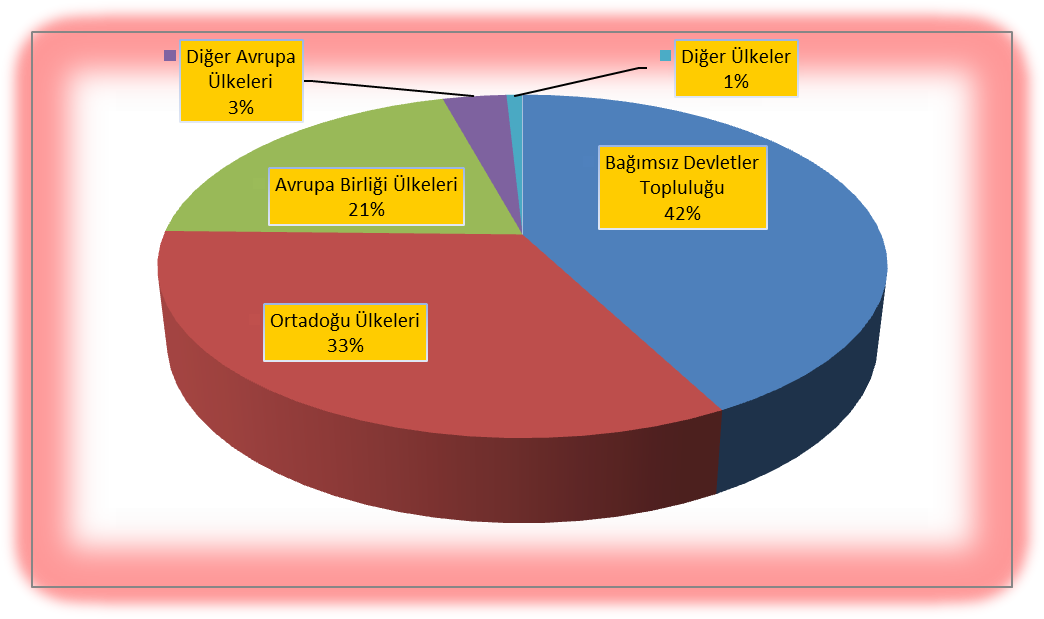 Diğer Avrupa
Ülkeleri
3%
Diğer Ülkeler
1%
Bağımsız Devletler
Topluluğu
42%
Avrupa Birliği Ülkeleri
21%
Ortadoğu Ülkeleri
33%